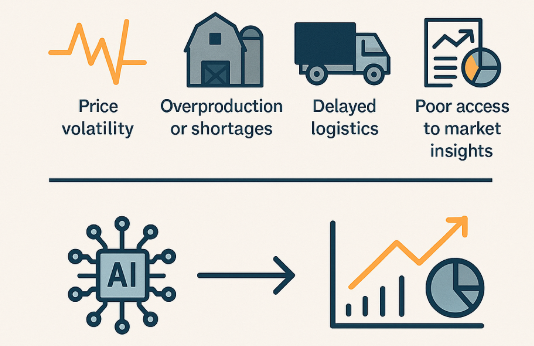 Price
volatility
Overproduction
or shortages
Delayed
logistics
Poor access
to market
insights
AI